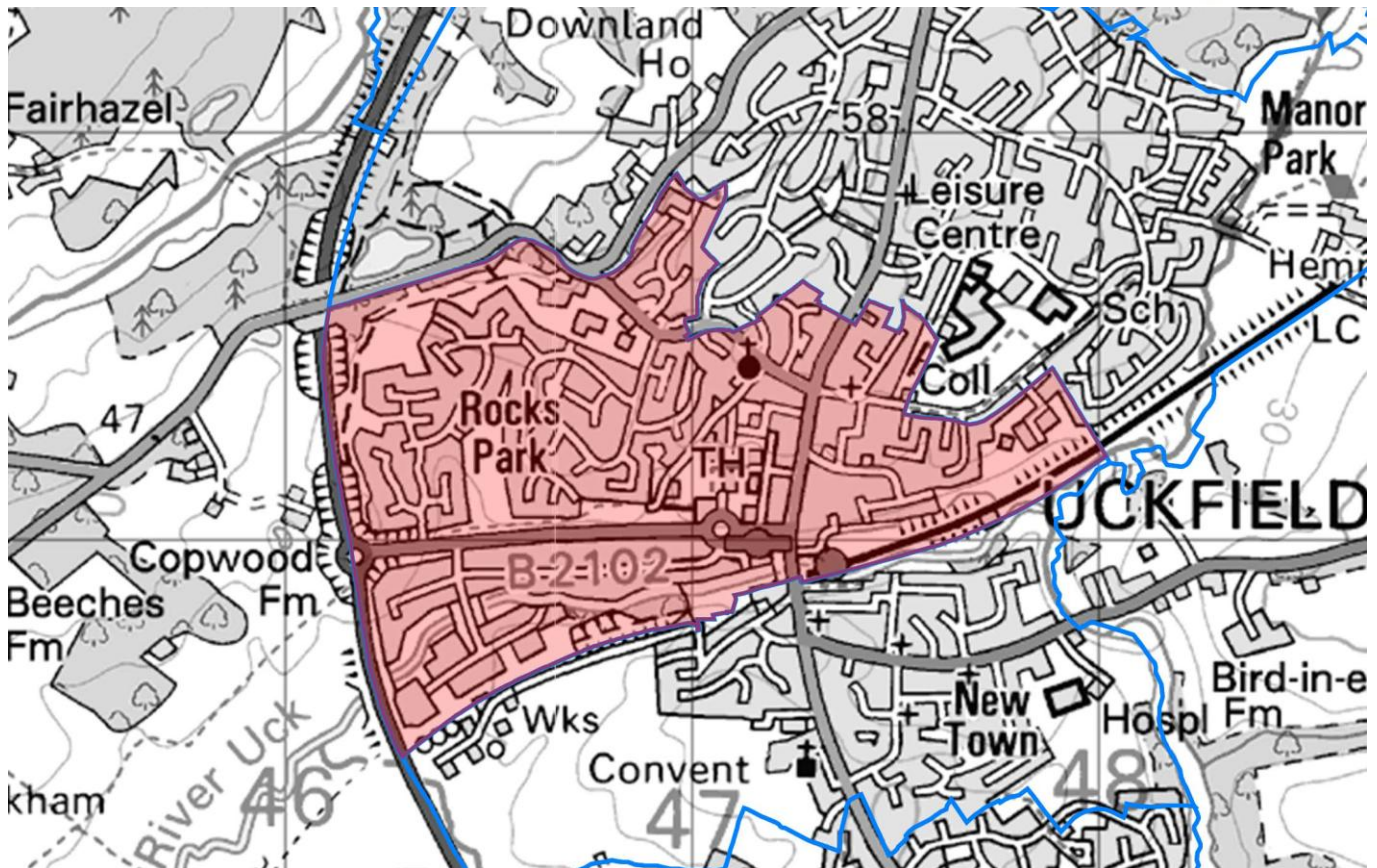 Downland
Ho
Fairhazel
58
Manor
Park
Leisure
Centre
Sch
LC
Coll
47
Rocks
Park
TH
30
UCKFIELD
Copwood
Fm
B 2102
Beeches
Fm
New
Town
Hospl
Bird-in-e
Fm
Wks
Convent
River Uck
46
47
48
kham